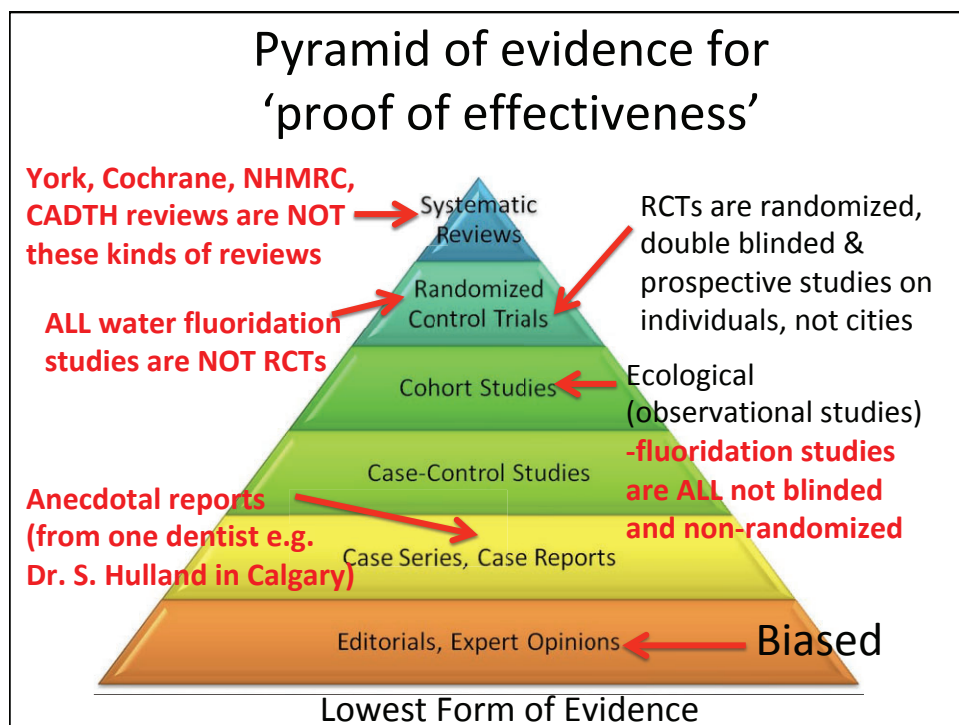 Pyramid of evidence for
‘proof of effectiveness’
York, Cochrane, NHMRC,
CADTH reviews are NOT
these kinds of reviews
Systematic
Reviews
RCTs are randomized,
double blinded &
prospective studies on
individuals, not cities
Randomized
Control Trials
ALL water fluoridation
studies are NOT RCTs
Cohort Studies
Ecological
(observational studies)
-fluoridation studies
are ALL not blinded
and non-randomized
Case-Control Studies
Anecdotal reports
(from one dentist e.g.
Dr. S. Hulland in Calgary)
Case Series, Case Reports
Editorials, Expert Opinions
Biased
Lowest Form of Evidence